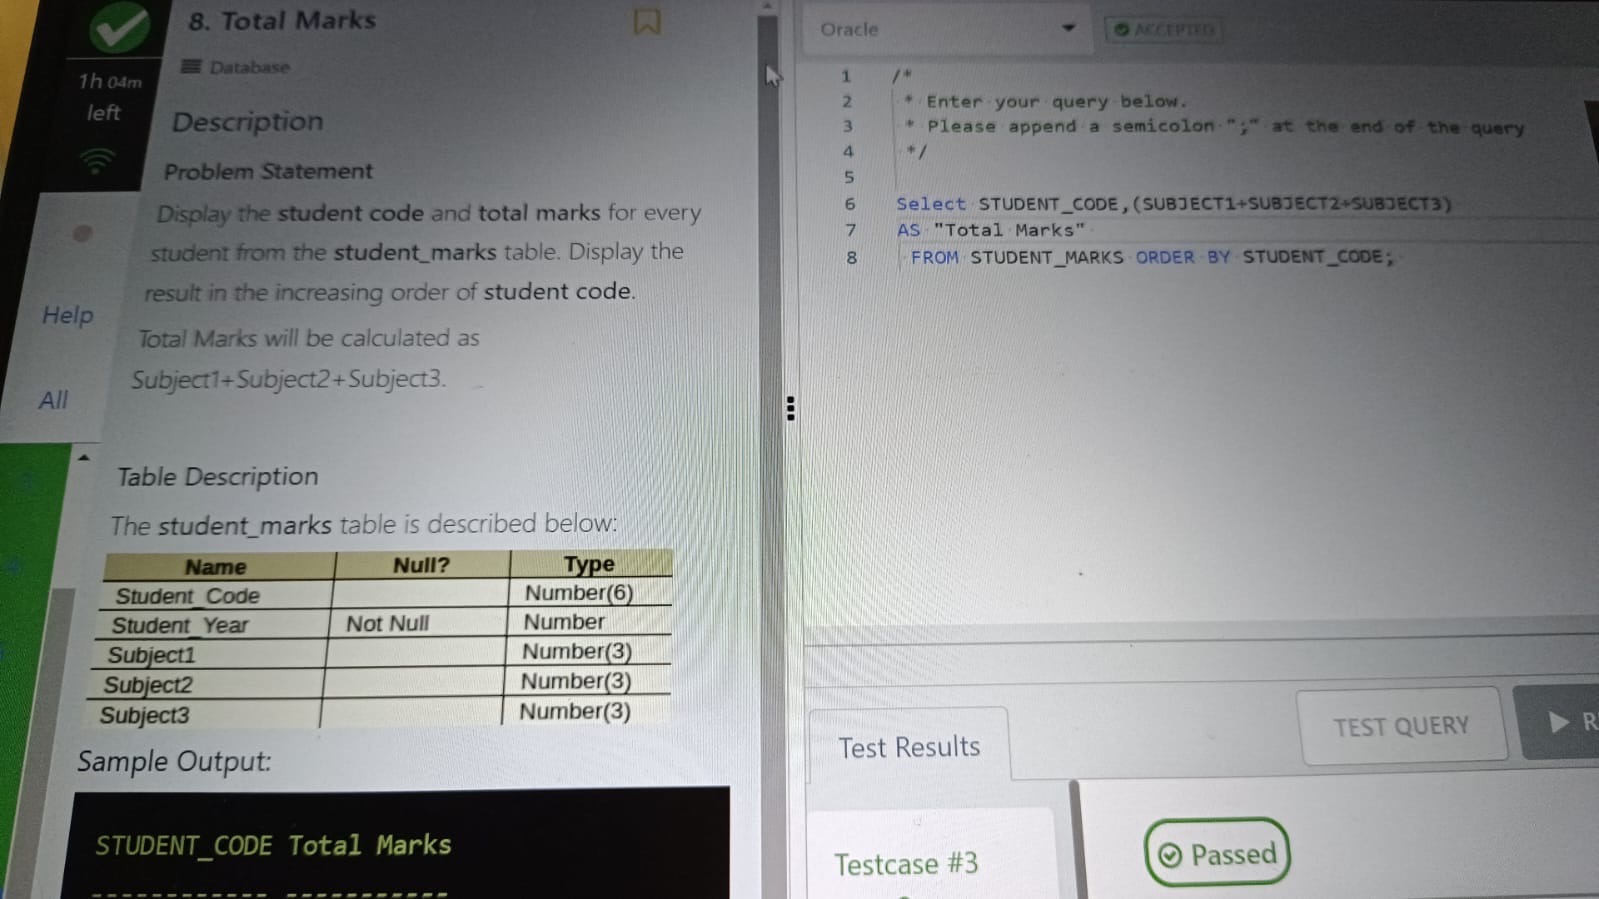 8. Total Marks
1h 04m
left
Database
Description
Problem Statement
Display the student code and total marks for every
student from the student_marks table. Display the
result in the increasing order of student code.
Total Marks will be calculated as
Subject1+Subject2+Subject3.
Help
All
Table Description
The student_marks table is described below:
Name Null? Type
Student_Code Number(6)
Student_Year Not Null Number
Subject1 Number(3)
Subject2 Number(3)
Subject3 Number(3)
Sample Output:
STUDENT_CODE Total Marks
------------ -----------
Oracle
ACCEPTED
1 /*
2 * Enter your query below.
3 * Please append a semicolon ";" at the end of the query
4 */
5
6 Select STUDENT_CODE,(SUBJECT1+SUBJECT2+SUBJECT3)
7 AS "Total Marks"
8 FROM STUDENT_MARKS ORDER BY STUDENT_CODE;
TEST QUERY
Test Results
Testcase #3
Passed